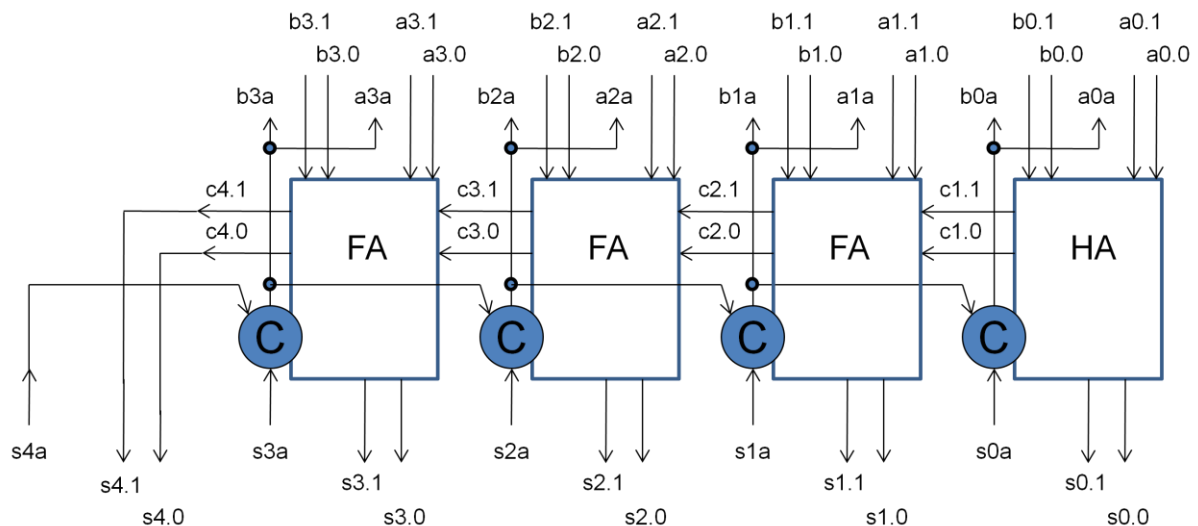 b3.1 a3.1 b2.1 a2.1 b1.1 a1.1 b0.1 a0.1
b3.0 a3.0 b2.0 a2.0 b1.0 a1.0 b0.0 a0.0
b3a a3a b2a a2a b1a a1a b0a a0a
c4.1 c3.1 c2.1 c1.1
c4.0 FA c3.0 FA c2.0 FA c1.0 HA
C C C C
s4a s3a s2a s1a s0a
s4.1 s3.1 s2.1 s1.1 s0.1
s4.0 s3.0 s2.0 s1.0 s0.0